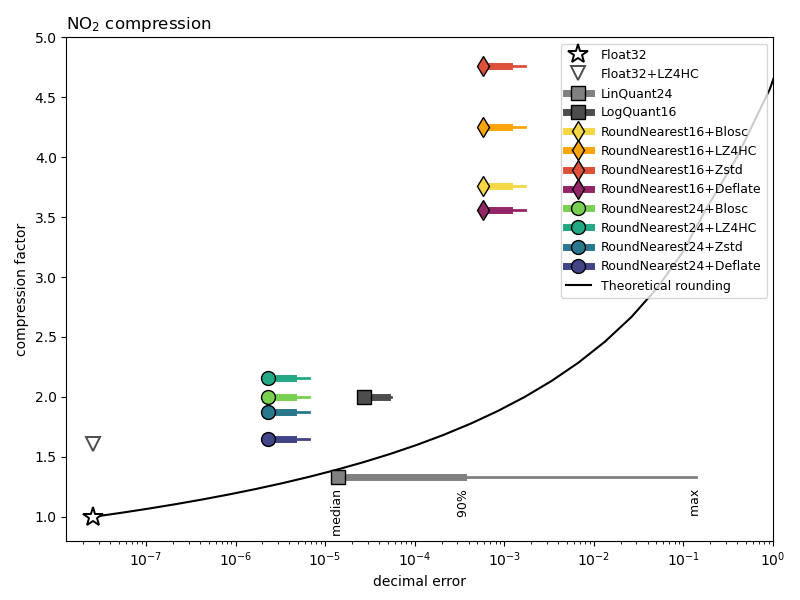 NO₂ compression
5.0
4.5
4.0
3.5
3.0
2.5
2.0
1.5
1.0
compression factor
Float32
Float32+LZ4HC
LinQuant24
LogQuant16
RoundNearest16+Blosc
RoundNearest16+LZ4HC
RoundNearest16+Zstd
RoundNearest16+Deflate
RoundNearest24+Blosc
RoundNearest24+LZ4HC
RoundNearest24+Zstd
RoundNearest24+Deflate
Theoretical rounding
median
90%
max
10⁻⁷ 10⁻⁶ 10⁻⁵ 10⁻⁴ 10⁻³ 10⁻² 10⁻¹ 10⁰
decimal error